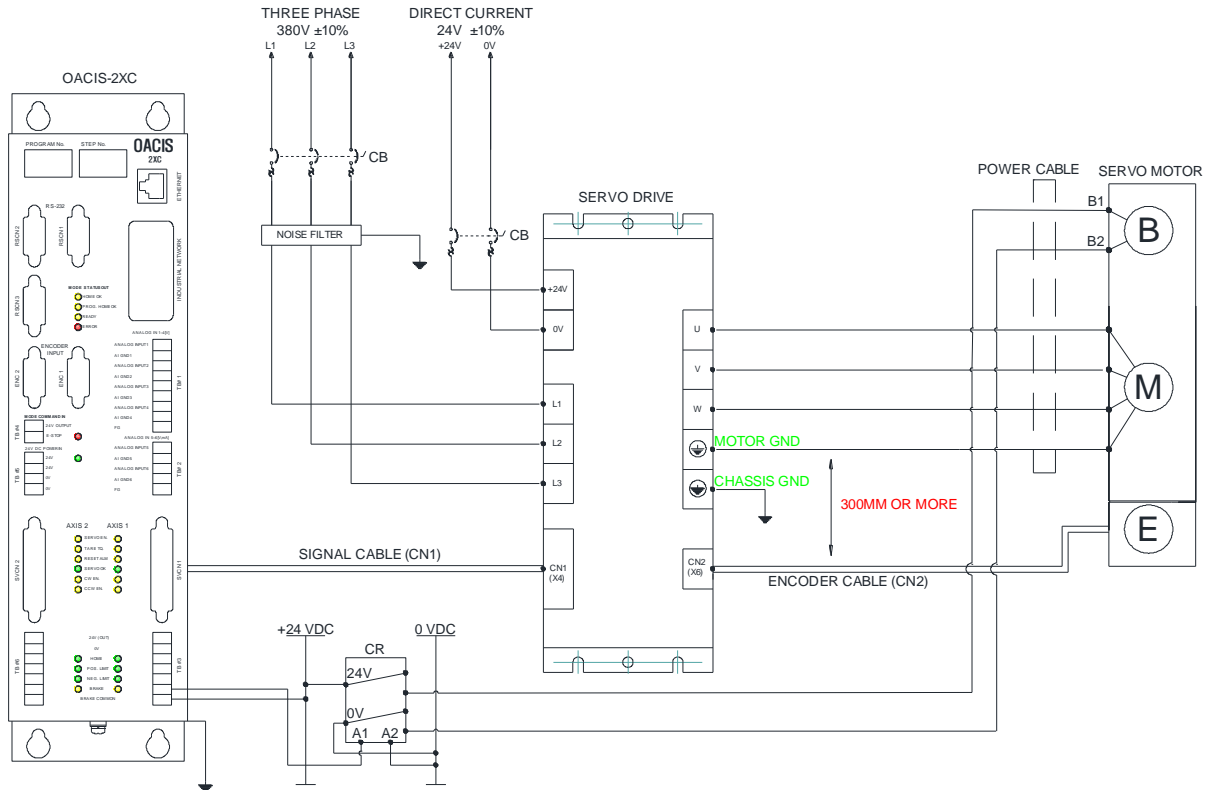 THREE PHASE
380V ±10%
L1 L2 L3
DIRECT CURRENT
24V ±10%
+24V 0V
OACIS-2XC
PROGRAM No. STEP No.
OACIS
2XC
ETHERNET
RS-232
RSCN2
RSCN1
INDUSTRIAL NETWORK
RSCN3
MODE STATUS OUT
HOME OK
PROG. HOME OK
READY
ERROR
ENCODER
INPUT
ENC 2
ENC 1
ANALOG IN 1-4[V]
ANALOG INPUT1
AI GND1
ANALOG INPUT2
AI GND2
ANALOG INPUT3
AI GND3
ANALOG INPUT4
AI GND4
FG
TB# 1
MODE COMMAND IN
24V OUTPUT
E-STOP
TB #4
24V DC POWER IN
24V
24V
0V
0V
TB #5
ANALOG IN 5-6[V/mA]
ANALOG INPUT5
AI GND5
ANALOG INPUT6
AI GND6
FG
TB# 2
AXIS 2 AXIS 1
SERVO EN.
TARE TQ.
RESET ALM
SERVO OK
CW EN.
CCW EN.
SVCN 2
SVCN 1
24V (OUT)
0V
HOME
POS. LIMIT
NEG. LIMIT
BRAKE
BRAKE COMMON
TB #6
TB #3
CB
NOISE FILTER
CB
SERVO DRIVE
+24V
0V
L1
L2
L3
CN1
(X4)
U
V
W
MOTOR GND
CHASSIS GND
CN2
(X6)
300MM OR MORE
POWER CABLE
SERVO MOTOR
B1
B2
B
M
E
SIGNAL CABLE (CN1)
ENCODER CABLE (CN2)
+24 VDC
0 VDC
CR
24V
0V
A1 A2